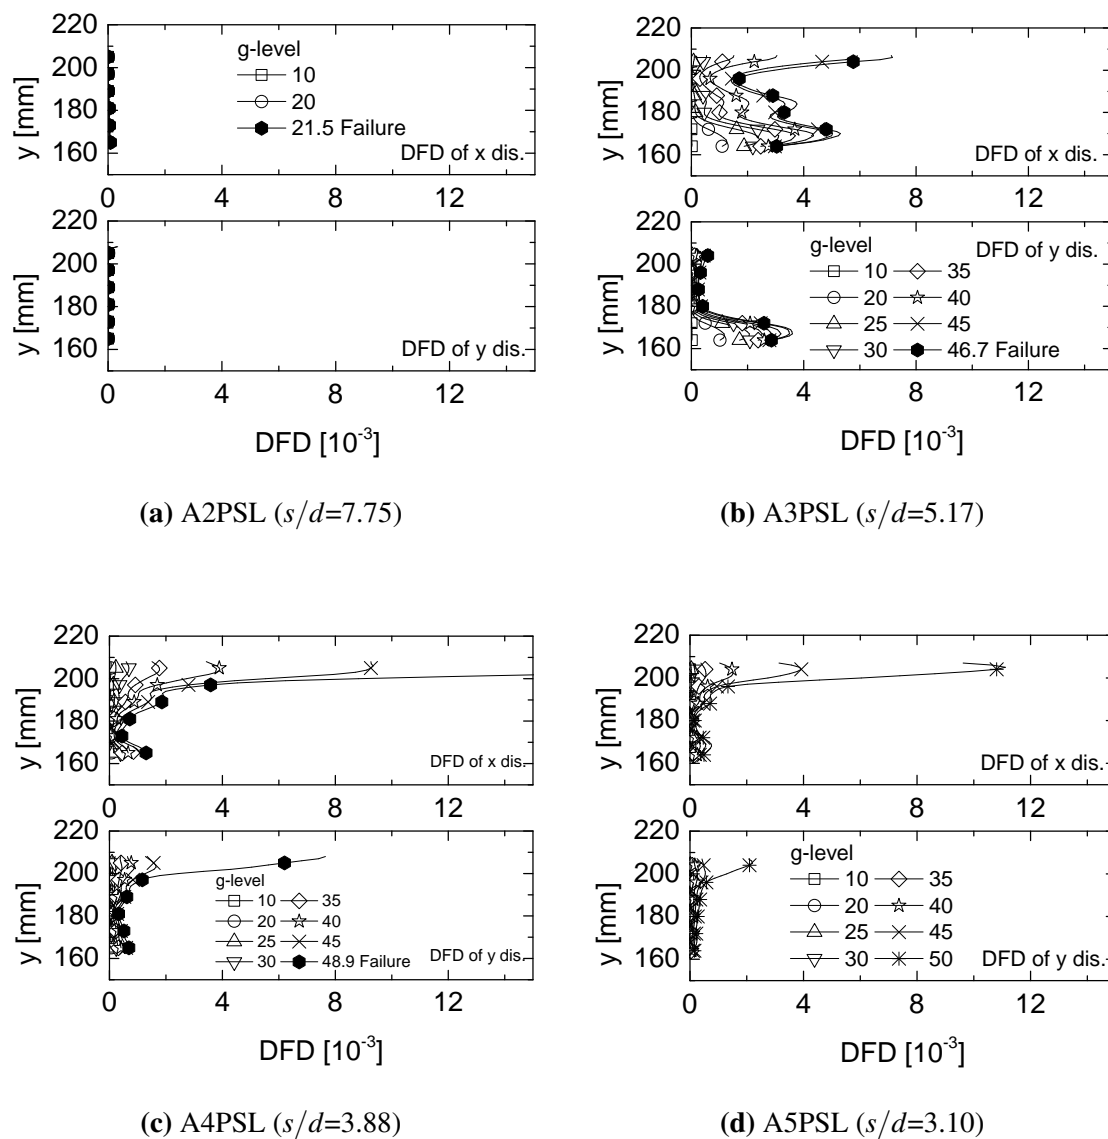 220
200
180
160
y [mm]
g-level
10
20
21.5 Failure
DFD of x dis.
0 4 8 12
220
200
180
160
y [mm]
DFD of y dis.
0 4 8 12
DFD [10-3]
(a) A2PSL (s/d=7.75)
220
200
180
160
y [mm]
DFD of x dis.
0 4 8 12
220
200
180
160
y [mm]
g-level
DFD of y dis.
10 35
20 40
25 45
30 46.7 Failure
0 4 8 12
DFD [10-3]
(b) A3PSL (s/d=5.17)
220
200
180
160
y [mm]
DFD of x dis.
0 4 8 12
220
200
180
160
y [mm]
g-level
10 35
20 40
25 45
30 48.9 Failure
DFD of y dis.
0 4 8 12
DFD [10-3]
(c) A4PSL (s/d=3.88)
220
200
180
160
y [mm]
DFD of x dis.
0 4 8 12
220
200
180
160
y [mm]
g-level
10 35
20 40
25 45
30 50
DFD of y dis.
0 4 8 12
DFD [10-3]
(d) A5PSL (s/d=3.10)